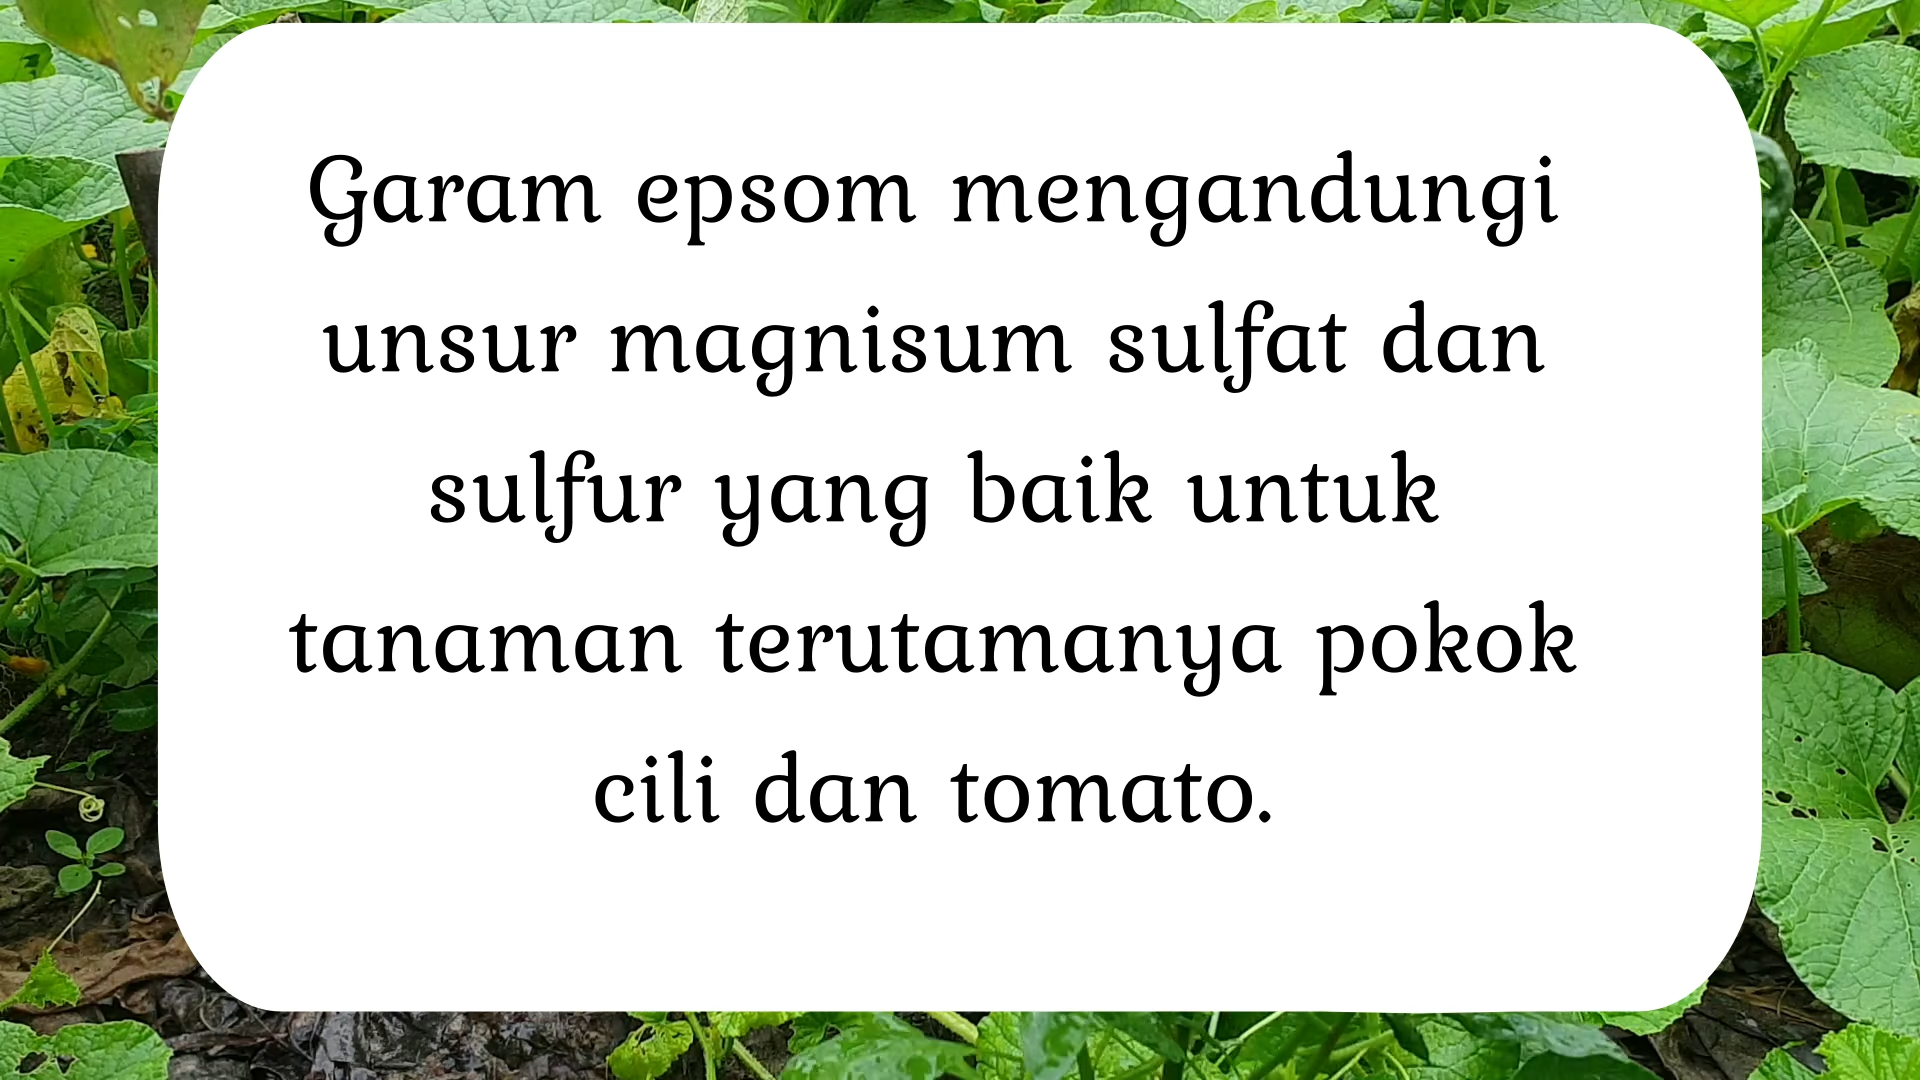 Garam epsom mengandungi
unsur magnisum sulfat dan
sulfur yang baik untuk
tanaman terutamanya pokok
cili dan tomato.